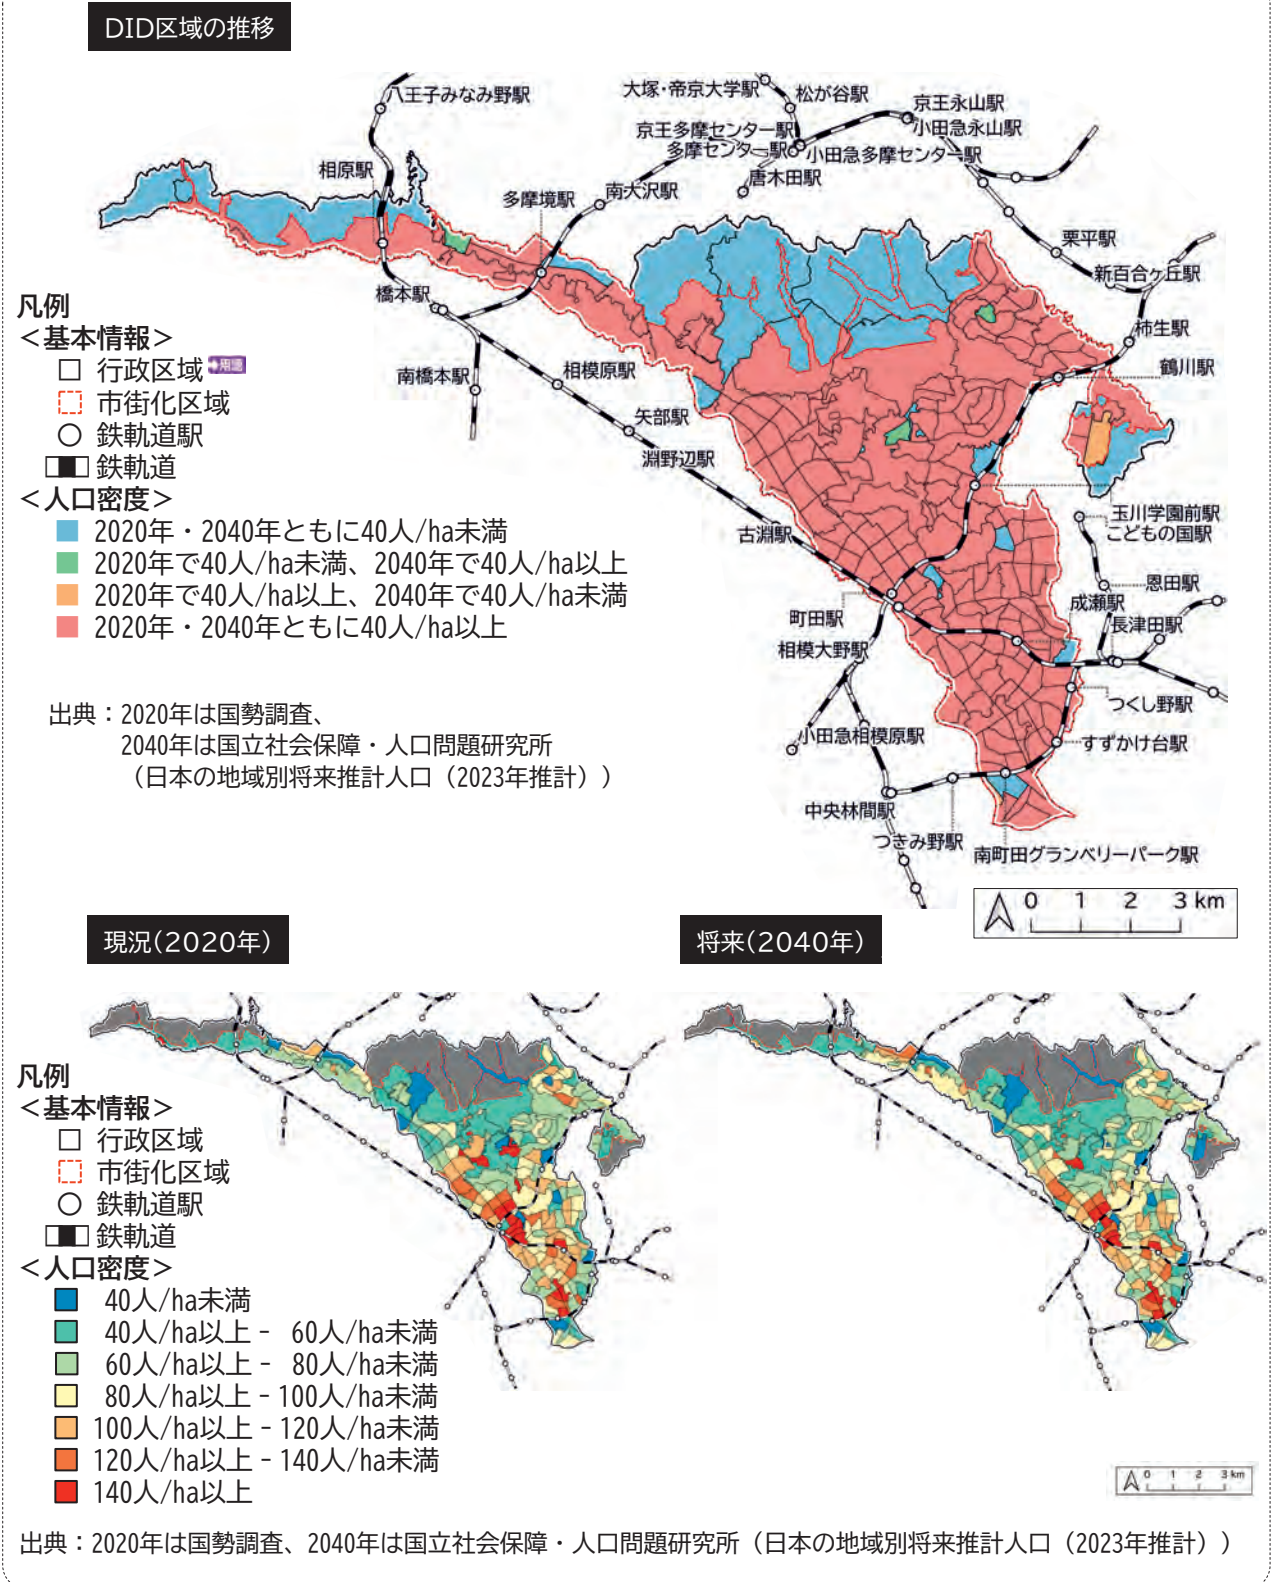 DID区域の推移
八王子みなみ野駅
大塚・帝京大学駅
松が谷駅
京王永山駅
小田急永山駅
京王多摩センター駅
多摩センター駅
小田急多摩センター駅
唐木田駅
相原駅
多摩境駅
南大沢駅
栗平駅
新百合ヶ丘駅
橋本駅
柿生駅
鶴川駅
南橋本駅
相模原駅
矢部駅
淵野辺駅
古淵駅
玉川学園前駅
こどもの国駅
恩田駅
成瀬駅
長津田駅
町田駅
相模大野駅
つくし野駅
小田急相模原駅
すずかけ台駅
中央林間駅
つきみ野駅
南町田グランベリーパーク駅
凡例
＜基本情報＞
行政区域
市街化区域
鉄軌道駅
鉄軌道
＜人口密度＞
2020年・2040年ともに40人/ha未満
2020年で40人/ha未満、2040年で40人/ha以上
2020年で40人/ha以上、2040年で40人/ha未満
2020年・2040年ともに40人/ha以上
出典：2020年は国勢調査、
2040年は国立社会保障・人口問題研究所
（日本の地域別将来推計人口（2023年推計））
0 1 2 3 km
現況(2020年)
将来(2040年)
凡例
＜基本情報＞
行政区域
市街化区域
鉄軌道駅
鉄軌道
＜人口密度＞
40人/ha未満
40人/ha以上 - 60人/ha未満
60人/ha以上 - 80人/ha未満
80人/ha以上 - 100人/ha未満
100人/ha以上 - 120人/ha未満
120人/ha以上 - 140人/ha未満
140人/ha以上
0 1 2 3 km
出典：2020年は国勢調査、2040年は国立社会保障・人口問題研究所（日本の地域別将来推計人口（2023年推計））